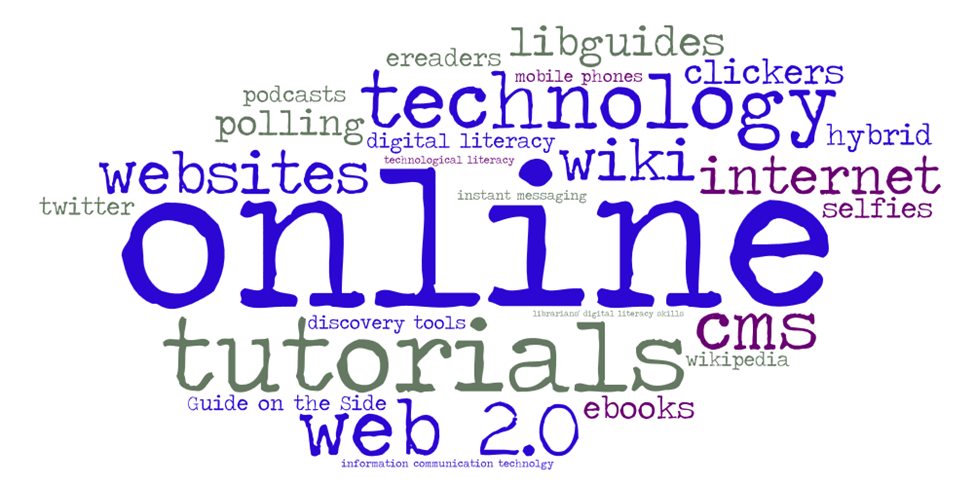 libguides
ereaders
mobile phones
clickers
technology
podcasts
polling
digital literacy
hybrid
technological literacy
wiki
websites
internet
instant messaging
twitter
selfies
online
librarians' digital literacy skills
discovery tools
tutorials
cms
wikipedia
Guide on the Side
ebooks
web 2.0
information communication technolgy